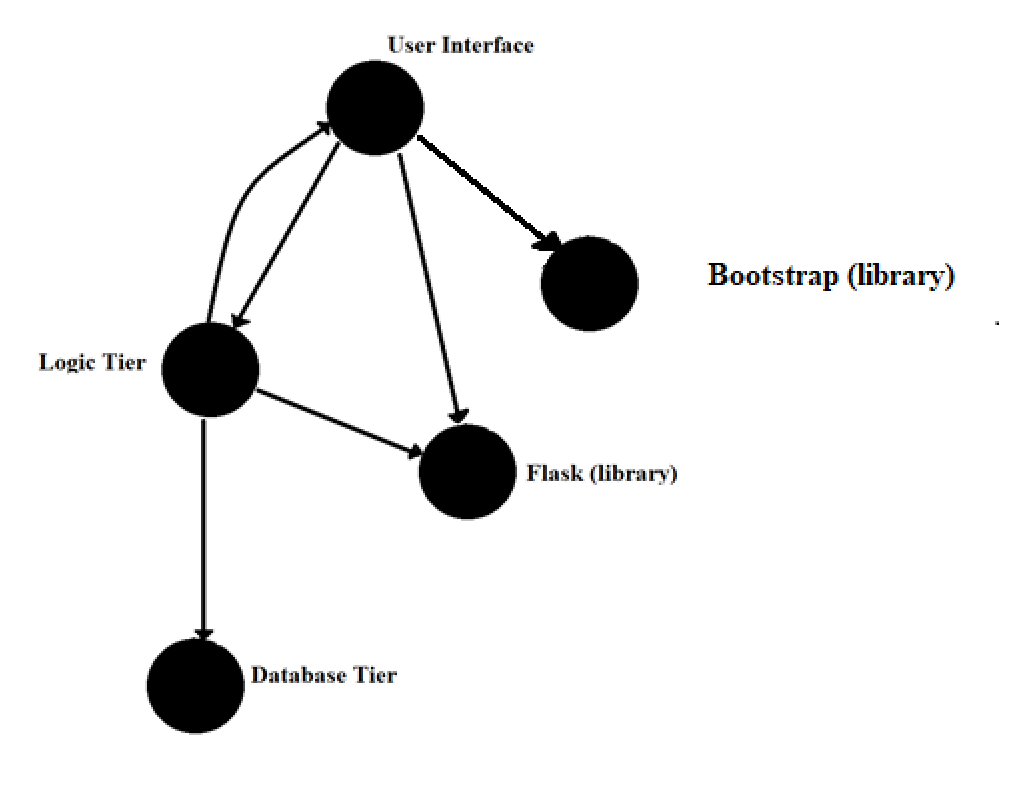 User Interface
Bootstrap (library)
Logic Tier
Flask (library)
Database Tier